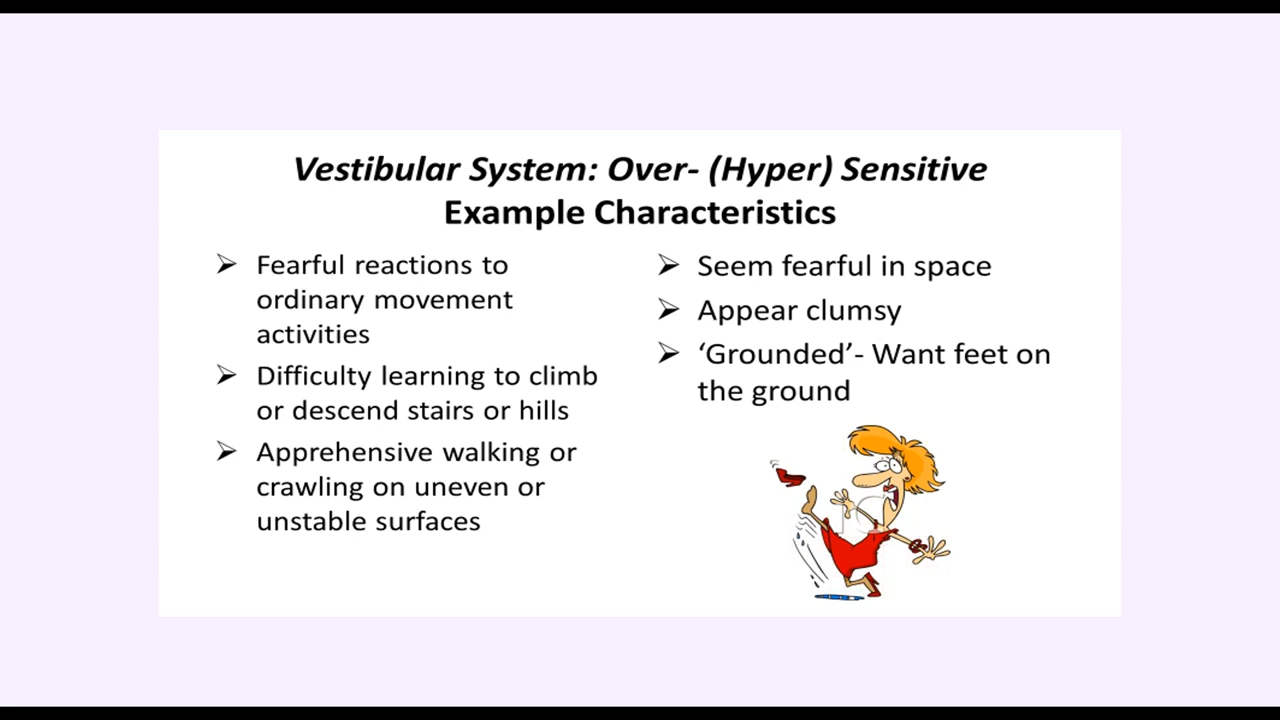 Vestibular System: Over- (Hyper) Sensitive
Example Characteristics
➢ Fearful reactions to
ordinary movement
activities
➢ Difficulty learning to climb
or descend stairs or hills
➢ Apprehensive walking or
crawling on uneven or
unstable surfaces
➢ Seem fearful in space
➢ Appear clumsy
➢ ‘Grounded’- Want feet on
the ground